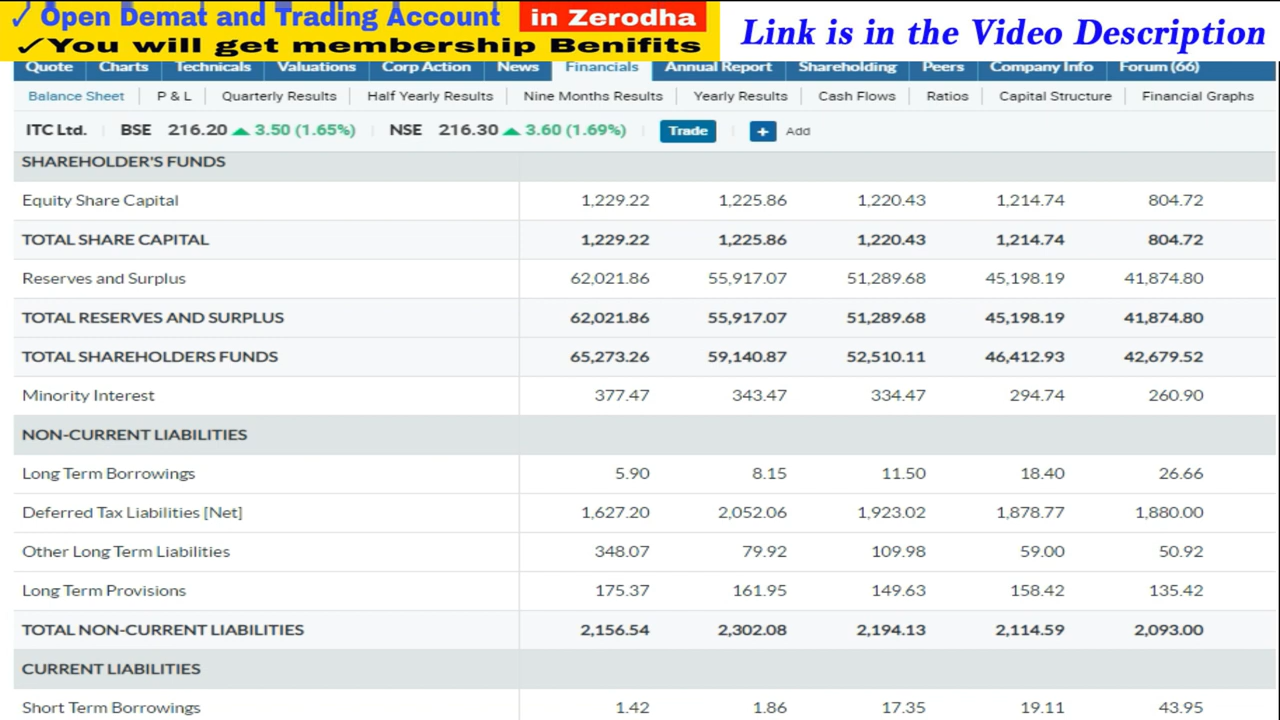 ✓ Open Demat and Trading Account in Zerodha
✓You will get membership Benifits
Link is in the Video Description
Quote Charts Technicals Valuations Corp Action News Financials Annual Report Shareholding Peers Company Info Forum (66)
Balance Sheet P & L Quarterly Results Half Yearly Results Nine Months Results Yearly Results Cash Flows Ratios Capital Structure Financial Graphs
ITC Ltd. BSE 216.20 ▲ 3.50 (1.65%) NSE 216.30 ▲ 3.60 (1.69%) Trade + Add
SHAREHOLDER'S FUNDS
Equity Share Capital 1,229.22 1,225.86 1,220.43 1,214.74 804.72
TOTAL SHARE CAPITAL 1,229.22 1,225.86 1,220.43 1,214.74 804.72
Reserves and Surplus 62,021.86 55,917.07 51,289.68 45,198.19 41,874.80
TOTAL RESERVES AND SURPLUS 62,021.86 55,917.07 51,289.68 45,198.19 41,874.80
TOTAL SHAREHOLDERS FUNDS 65,273.26 59,140.87 52,510.11 46,412.93 42,679.52
Minority Interest 377.47 343.47 334.47 294.74 260.90
NON-CURRENT LIABILITIES
Long Term Borrowings 5.90 8.15 11.50 18.40 26.66
Deferred Tax Liabilities [Net] 1,627.20 2,052.06 1,923.02 1,878.77 1,880.00
Other Long Term Liabilities 348.07 79.92 109.98 59.00 50.92
Long Term Provisions 175.37 161.95 149.63 158.42 135.42
TOTAL NON-CURRENT LIABILITIES 2,156.54 2,302.08 2,194.13 2,114.59 2,093.00
CURRENT LIABILITIES
Short Term Borrowings 1.42 1.86 17.35 19.11 43.95